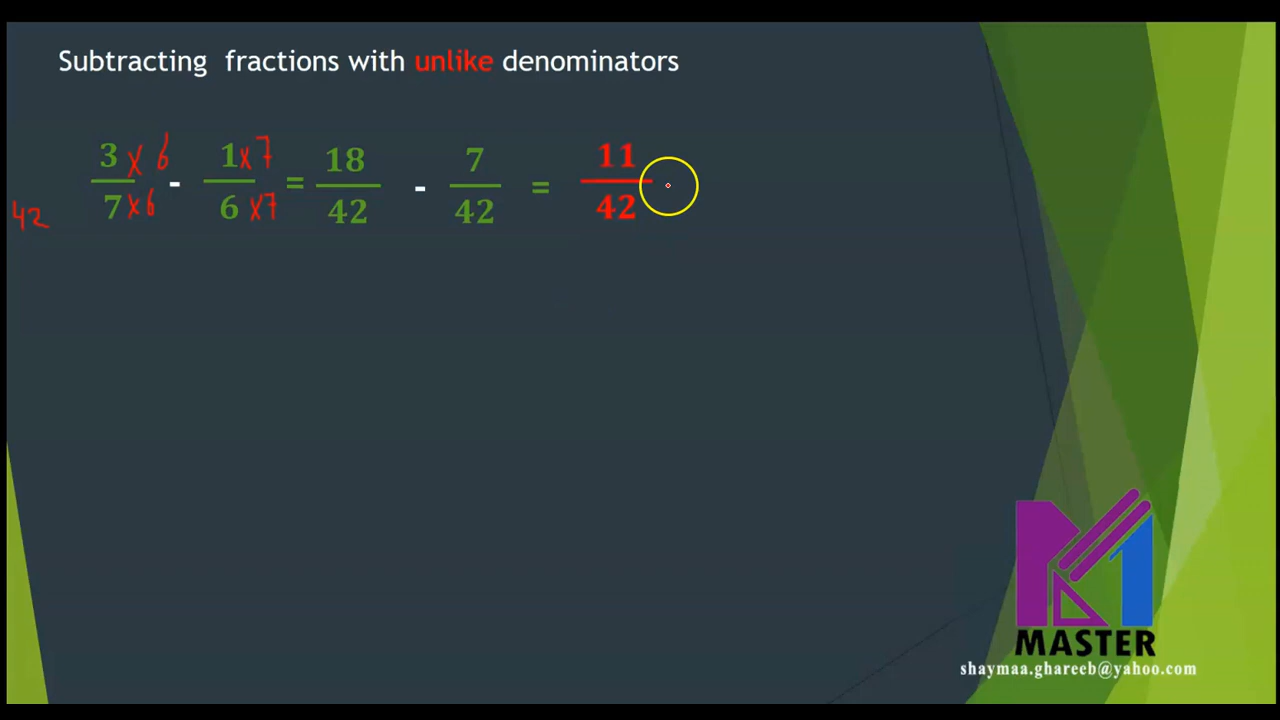 Subtracting fractions with unlike denominators
3 x 6 1 x 7 18 7 11
- = - =
42 7 x 6 6 x 7 42 42 42
M1
MASTER
shaymaa.ghareeb@yahoo.com